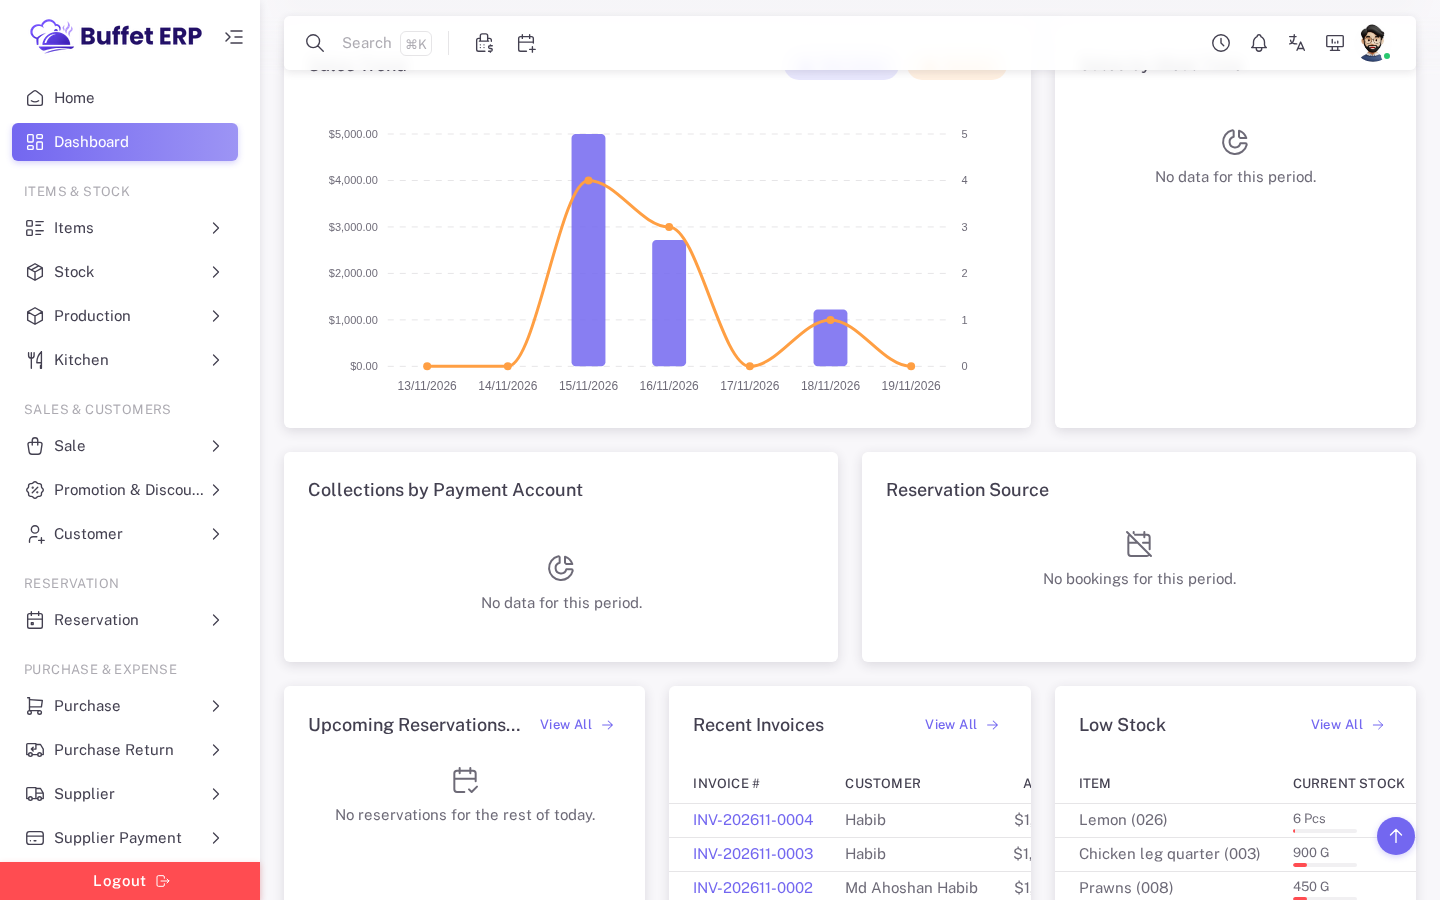 Buffet ERP
Search ⌘K
Home
Dashboard
ITEMS & STOCK
Items
Stock
Production
Kitchen
SALES & CUSTOMERS
Sale
Promotion & Discou...
Customer
RESERVATION
Reservation
PURCHASE & EXPENSE
Purchase
Purchase Return
Supplier
Supplier Payment
Logout
$5,000.00
$4,000.00
$3,000.00
$2,000.00
$1,000.00
$0.00
5
4
3
2
1
0
13/11/2026 14/11/2026 15/11/2026 16/11/2026 17/11/2026 18/11/2026 19/11/2026
No data for this period.
Collections by Payment Account
No data for this period.
Reservation Source
No bookings for this period.
Upcoming Reservations... View All
No reservations for the rest of today.
Recent Invoices View All
INVOICE # CUSTOMER A
INV-202611-0004 Habib $1
INV-202611-0003 Habib $1,
INV-202611-0002 Md Ahoshan Habib $1
Low Stock View All
ITEM CURRENT STOCK
Lemon (026) 6 Pcs
Chicken leg quarter (003) 900 G
Prawns (008) 450 G